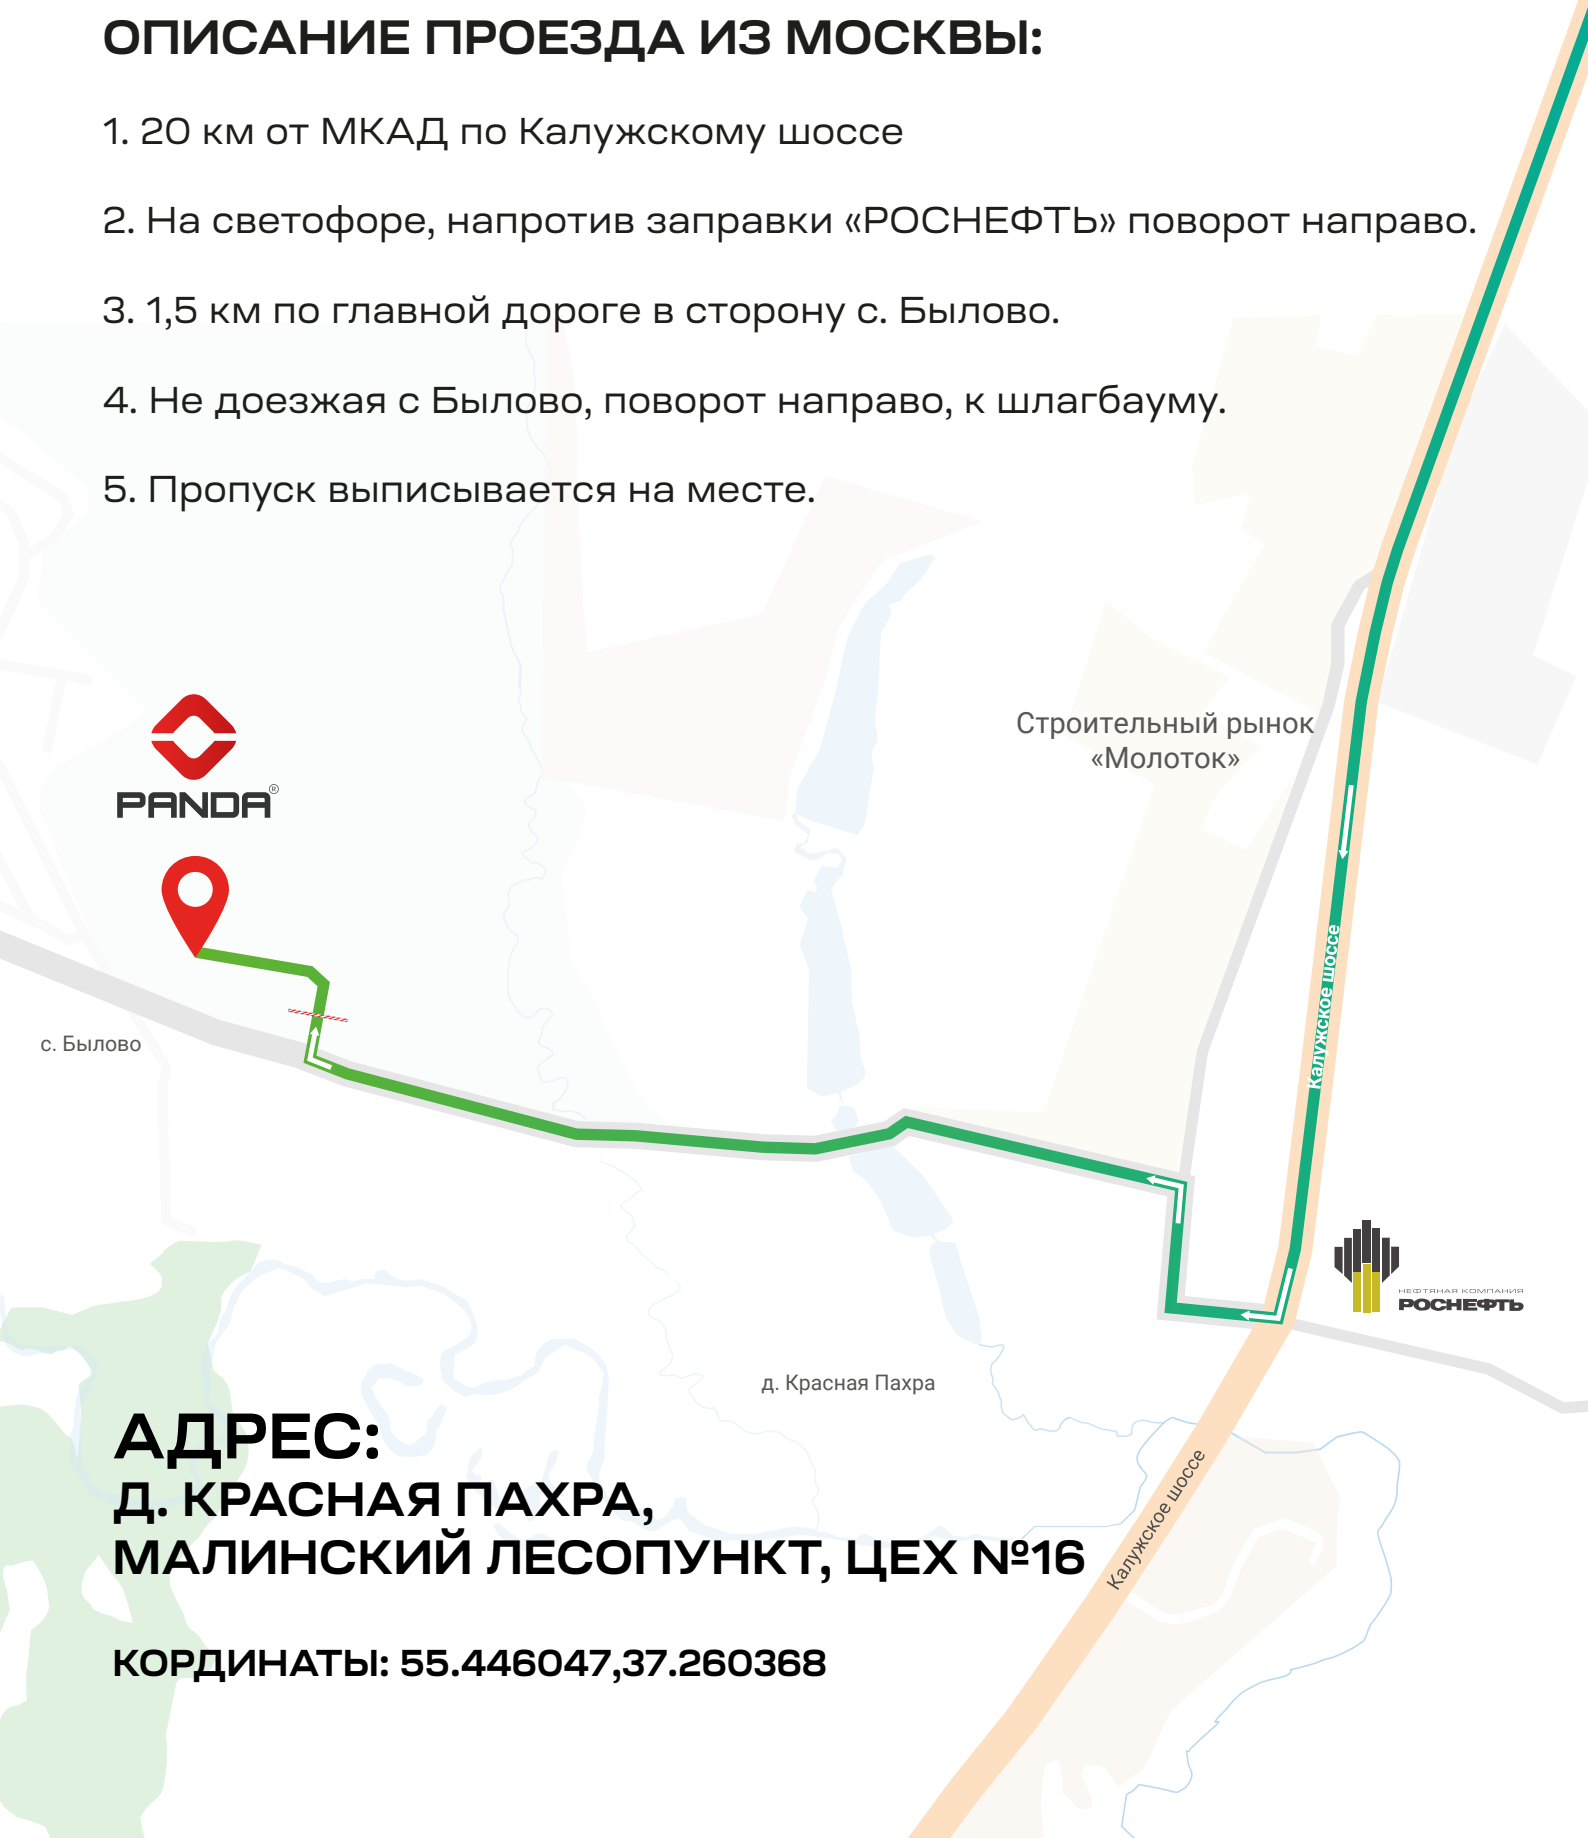 ОПИСАНИЕ ПРОЕЗДА ИЗ МОСКВЫ:
1. 20 км от МКАД по Калужскому шоссе
2. На светофоре, напротив заправки «РОСНЕФТЬ» поворот направо.
3. 1,5 км по главной дороге в сторону с. Былово.
4. Не доезжая с Былово, поворот направо, к шлагбауму.
5. Пропуск выписывается на месте.
Строительный рынок
«Молоток»
PANDA®
Калужское шоссе
с. Былово
НЕФТЯНАЯ КОМПАНИЯ
РОСНЕФТЬ
д. Красная Пахра
Калужское шоссе
АДРЕС:
Д. КРАСНАЯ ПАХРА,
МАЛИНСКИЙ ЛЕСОПУНКТ, ЦЕХ №16
КОРДИНАТЫ: 55.446047,37.260368